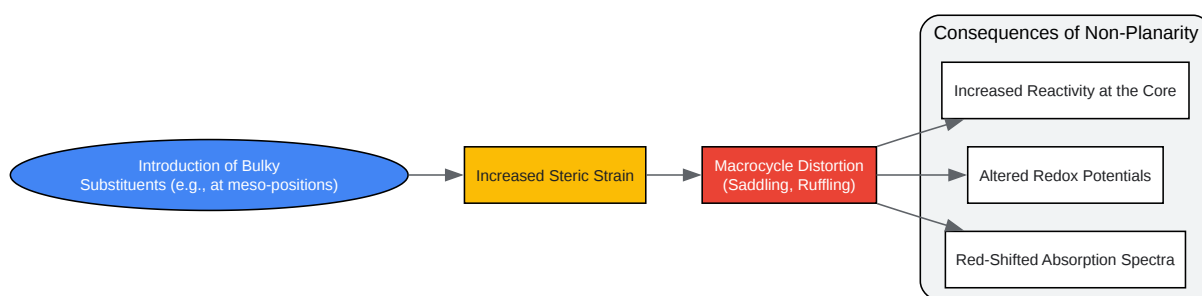 Introduction of Bulky
Substituents (e.g., at meso-positions)
Increased Steric Strain
Macrocycle Distortion
(Saddling, Ruffling)
Consequences of Non-Planarity
Increased Reactivity at the Core
Altered Redox Potentials
Red-Shifted Absorption Spectra